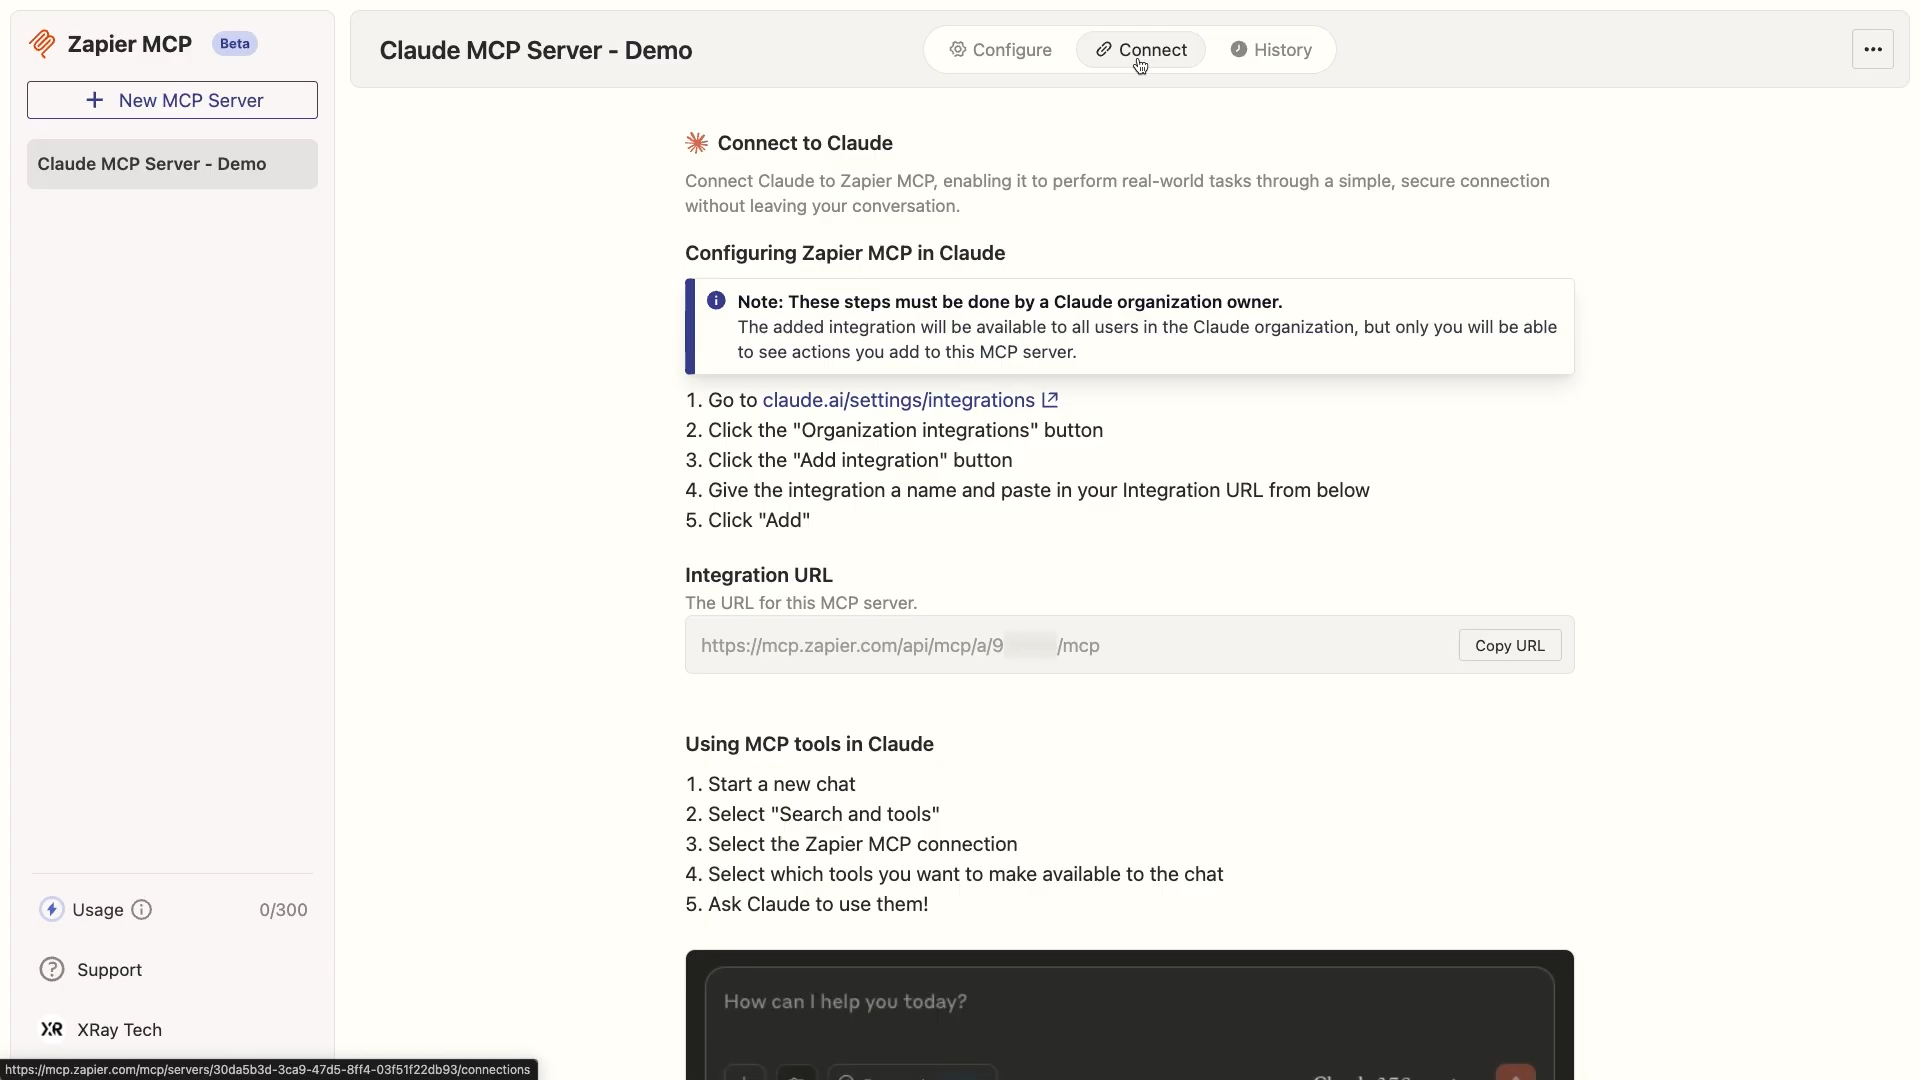 Zapier MCP Beta
+ New MCP Server
Claude MCP Server - Demo
Usage 0/300
Support
XR XRay Tech
Claude MCP Server - Demo
Configure
Connect
History
Connect to Claude
Connect Claude to Zapier MCP, enabling it to perform real-world tasks through a simple, secure connection
without leaving your conversation.
Configuring Zapier MCP in Claude
Note: These steps must be done by a Claude organization owner.
The added integration will be available to all users in the Claude organization, but only you will be able
to see actions you add to this MCP server.
1. Go to claude.ai/settings/integrations
2. Click the "Organization integrations" button
3. Click the "Add integration" button
4. Give the integration a name and paste in your Integration URL from below
5. Click "Add"
Integration URL
The URL for this MCP server.
https://mcp.zapier.com/api/mcp/a/9 /mcp
Copy URL
Using MCP tools in Claude
1. Start a new chat
2. Select "Search and tools"
3. Select the Zapier MCP connection
4. Select which tools you want to make available to the chat
5. Ask Claude to use them!
How can I help you today?
https://mcp.zapier.com/mcp/servers/30da5b3d-3ca9-47d5-8ff4-03f51f22db93/connections